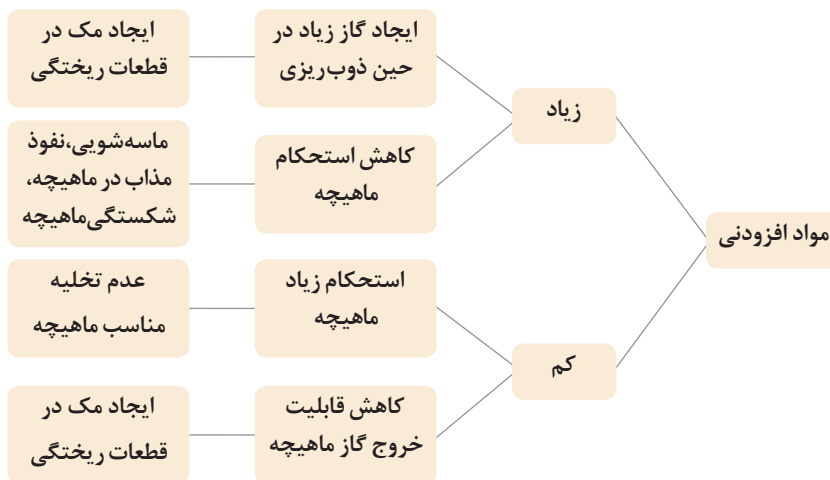 مواد افزودنی
زیاد
ایجاد گاز زیاد در
حین ذوب‌ریزی
ایجاد مک در
قطعات ریختگی
کاهش استحکام
ماهیچه
ماسه‌شویی،نفوذ
مذاب در ماهیچه،
شکستگی‌ماهیچه
کم
استحکام زیاد
ماهیچه
عدم تخلیه
مناسب ماهیچه
کاهش قابلیت
خروج گاز ماهیچه
ایجاد مک در
قطعات ریختگی